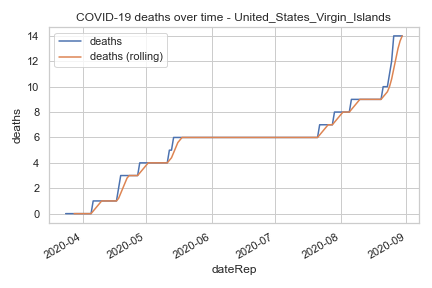 COVID-19 deaths over time - United_States_Virgin_Islands
deaths
deaths (rolling)
14
12
10
8
6
4
2
0
deaths
2020-04
2020-05
2020-06
2020-07
2020-08
2020-09
dateRep